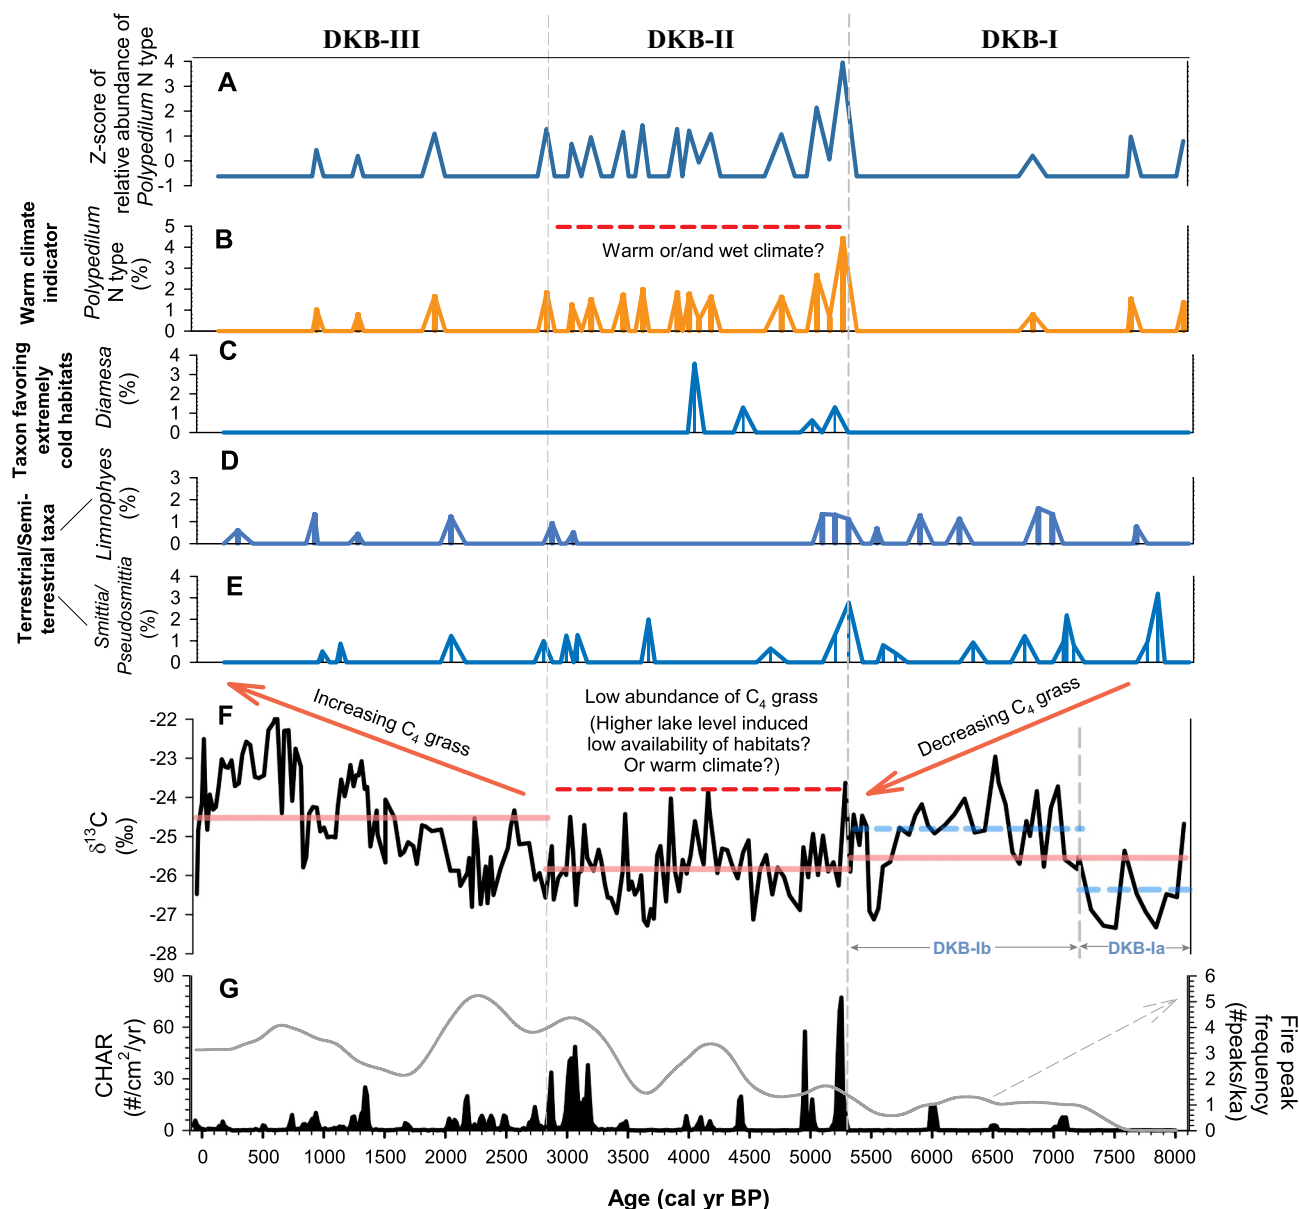 DKB-III
DKB-II
DKB-I
A
Z-score of
relative abundance of
Polypedilum N type
4
3
2
1
0
-1
B
Warm climate
indicator
Polypedilum
N type
(%)
5
4
3
2
1
0
Warm or/and wet climate?
C
Taxon favoring
extremely
cold habitats
Diamesa
(%)
4
3
2
1
0
D
Terrestrial/Semi-
terrestrial taxa
Limnophyes
(%)
3
2
1
0
E
Smittia/
Pseudosmittia
(%)
4
3
2
1
0
F
δ13C
(‰)
-22
-23
-24
-25
-26
-27
-28
Increasing C4 grass
Low abundance of C4 grass
(Higher lake level induced
low availability of habitats?
Or warm climate?)
Decreasing C4 grass
DKB-Ib
DKB-Ia
G
CHAR
(#/cm2/yr)
90
60
30
0
6
5
4
3
2
1
0
Fire peak
frequency
(#peaks/ka)
0 500 1000 1500 2000 2500 3000 3500 4000 4500 5000 5500 6000 6500 7000 7500 8000
Age (cal yr BP)